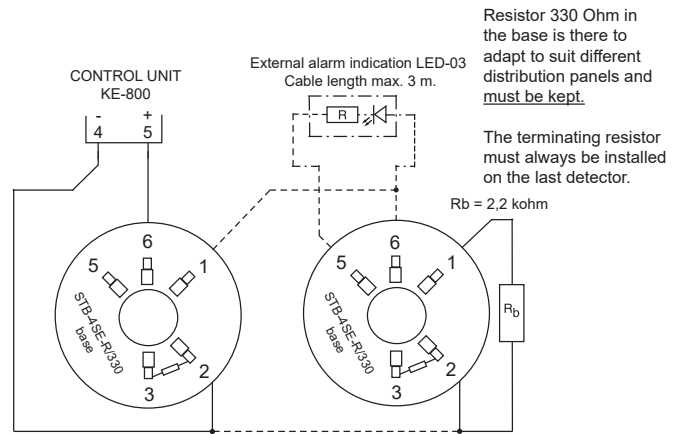 Resistor 330 Ohm in
the base is there to
adapt to suit different
distribution panels and
must be kept.
The terminating resistor
must always be installed
on the last detector.
External alarm indication LED-03
Cable length max. 3 m.
CONTROL UNIT
KE-800
- +
4 5
R
Rb = 2,2 kohm
6
5
1
STB-4SE-R/330
base
2
3
6
5
1
STB-4SE-R/330
base
2
3
Rb